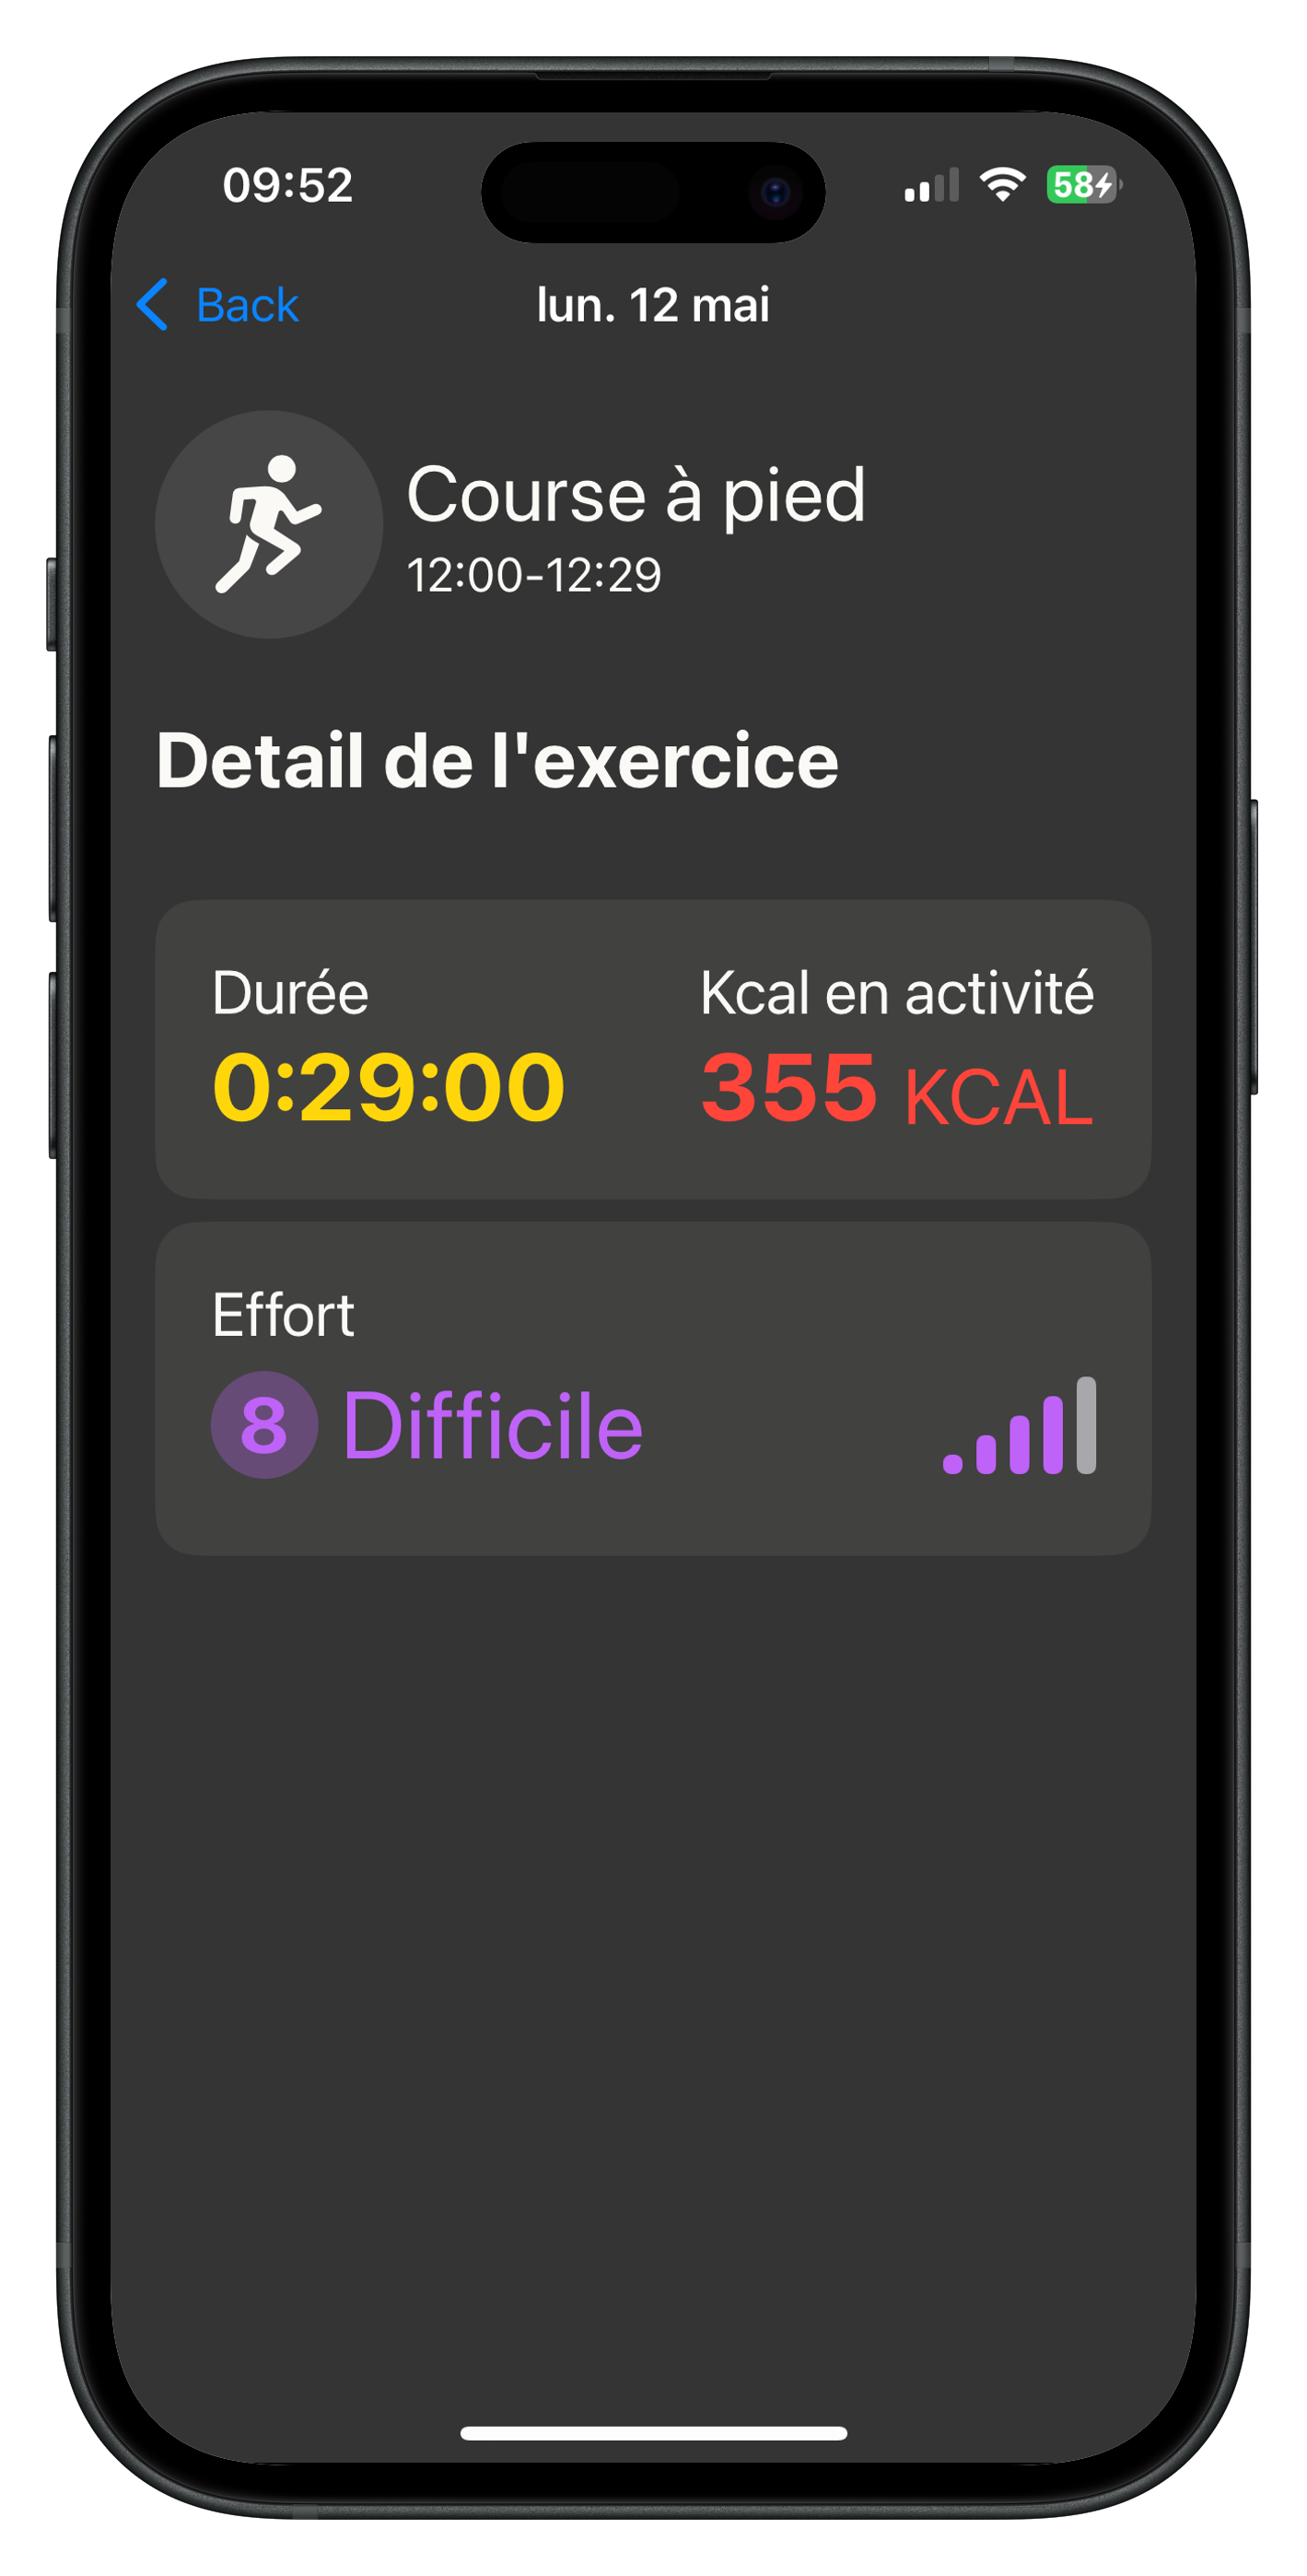 09:52
58
Back
lun. 12 mai
Course à pied
12:00-12:29
Detail de l'exercice
Durée
Kcal en activité
0:29:00
355 KCAL
Effort
8 Difficile